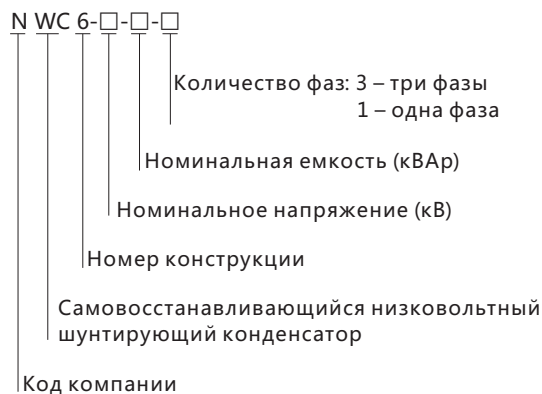 N WC 6-□-□-□
Количество фаз: 3 – три фазы
1 – одна фаза
Номинальная емкость (кВАр)
Номинальное напряжение (кВ)
Номер конструкции
Самовосстанавливающийся низковольтный
шунтирующий конденсатор
Код компании